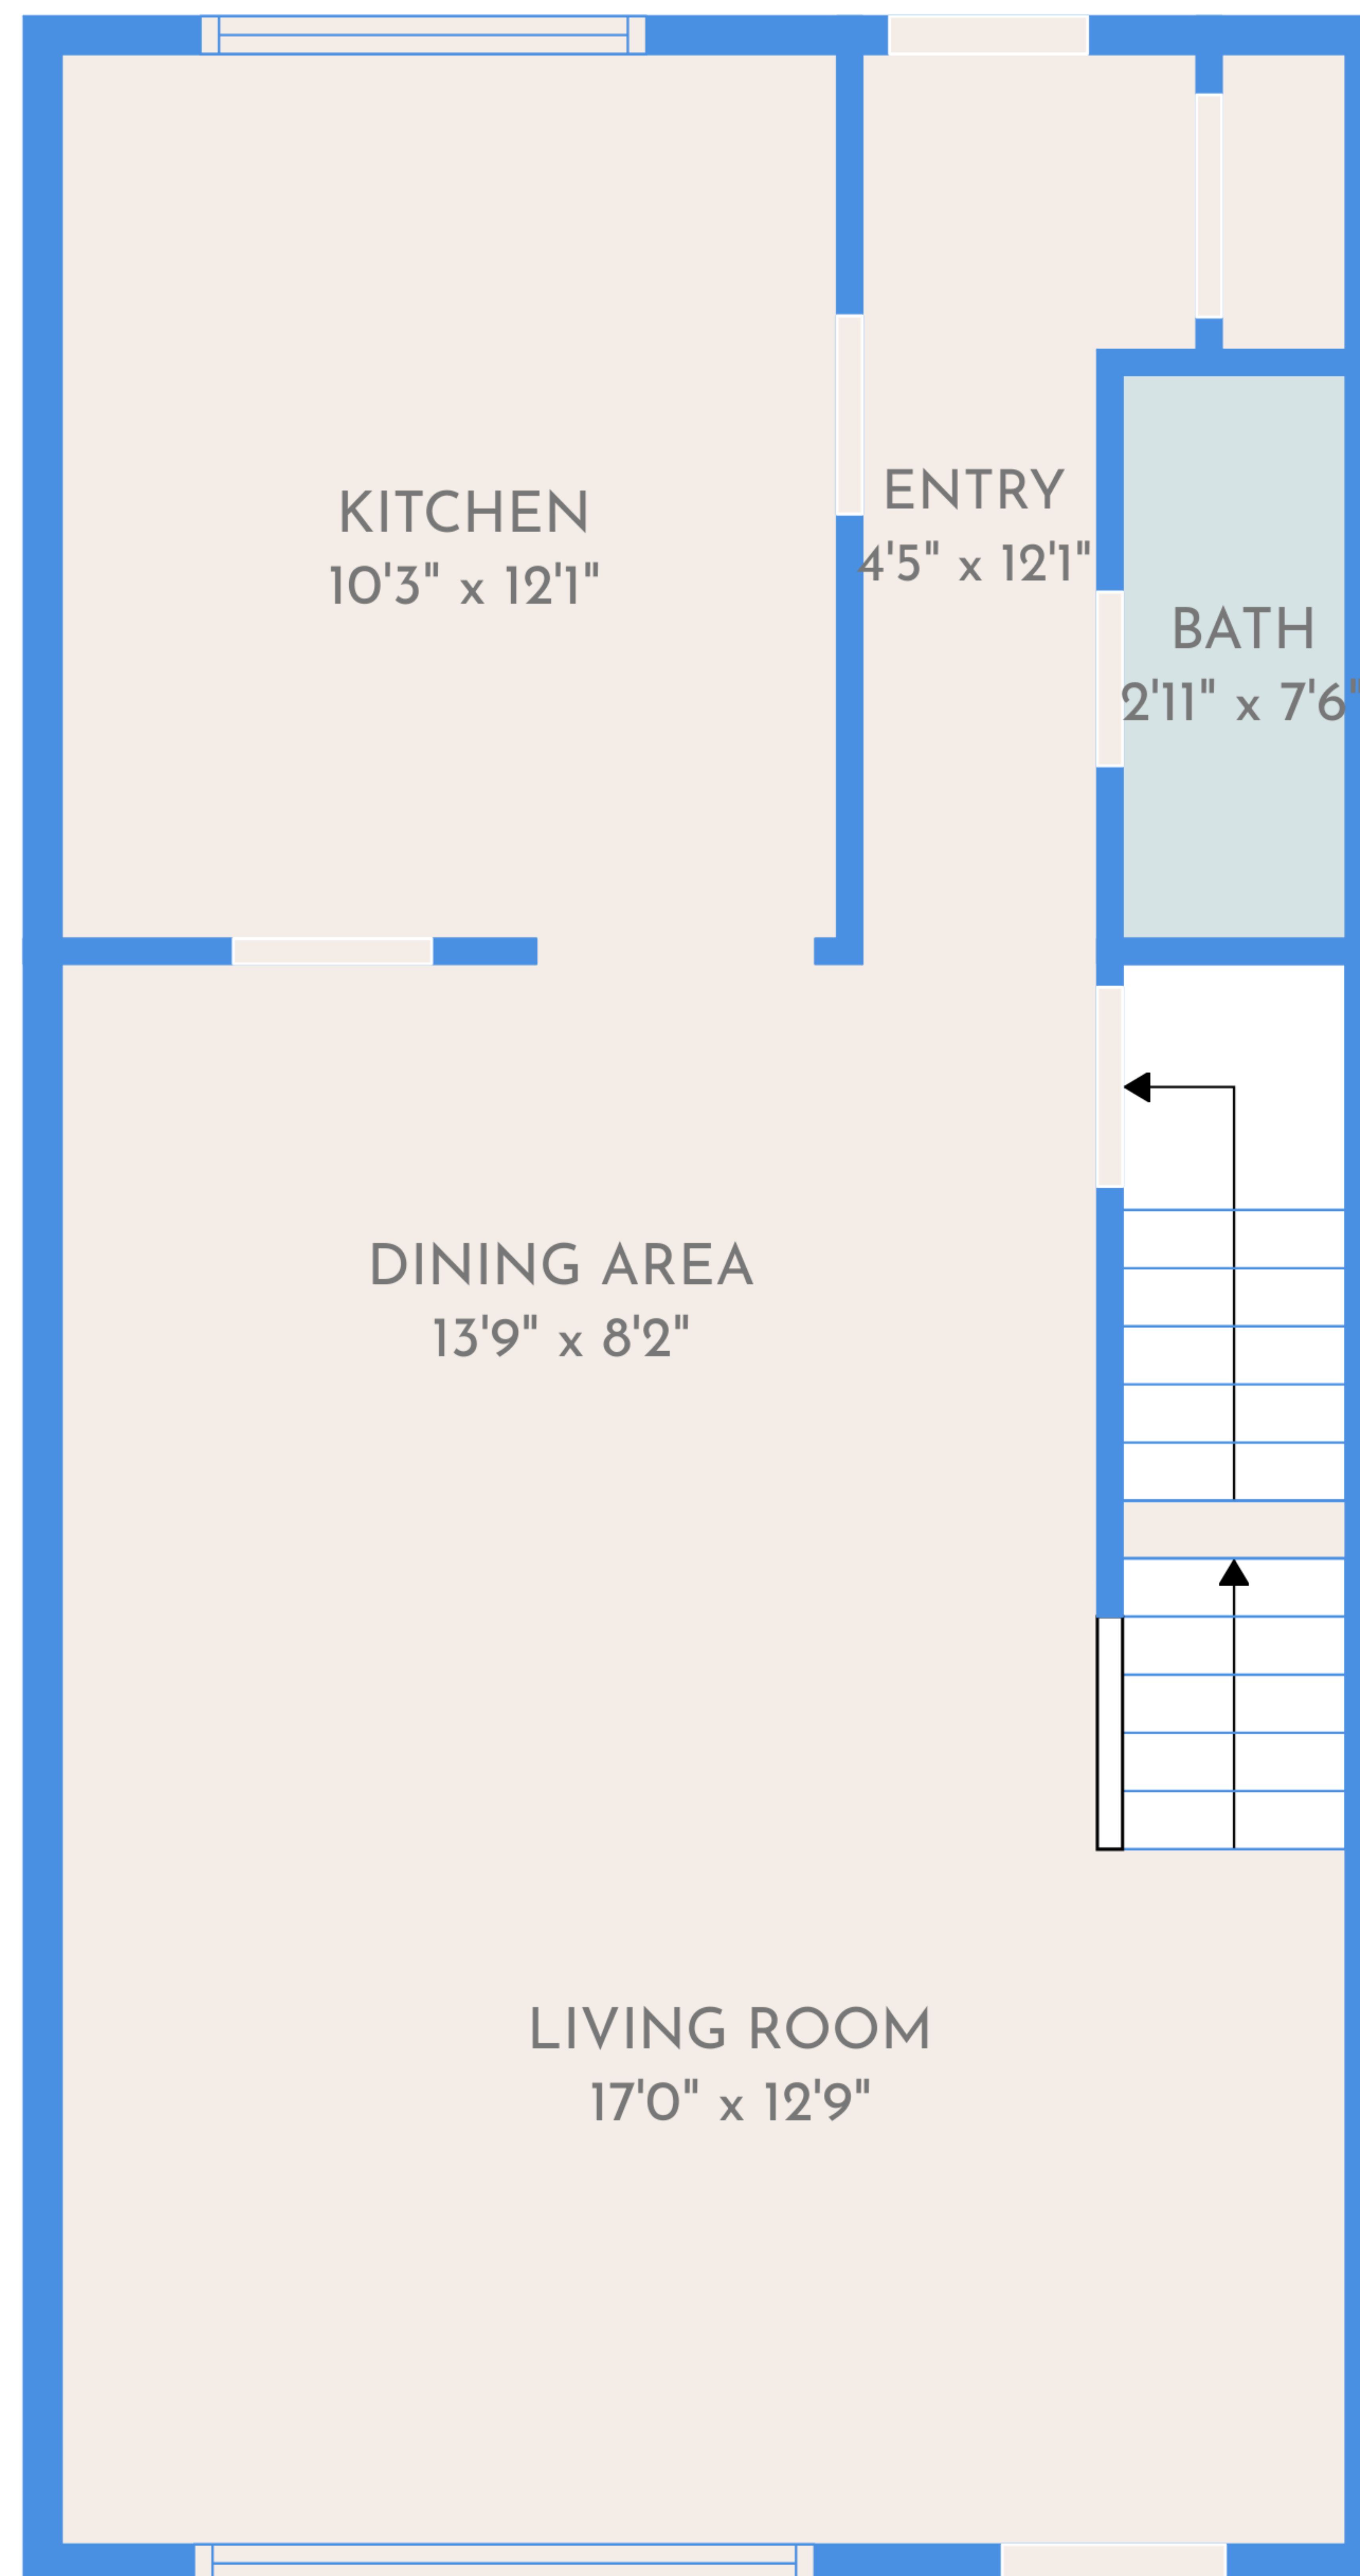 KITCHEN
10'3" x 12'1"
ENTRY
4'5" x 12'1"
BATH
2'11" x 7'6"
DINING AREA
13'9" x 8'2"
LIVING ROOM
17'0" x 12'9"